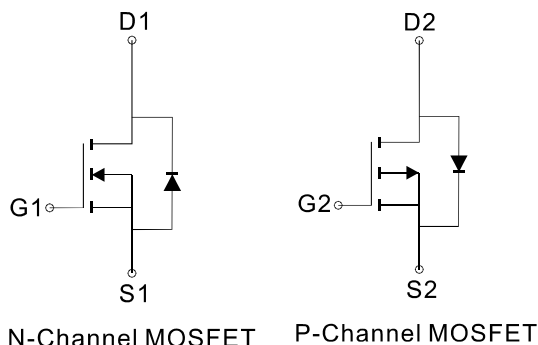 D1
D2
G1
G2
S1
S2
N-Channel MOSFET
P-Channel MOSFET